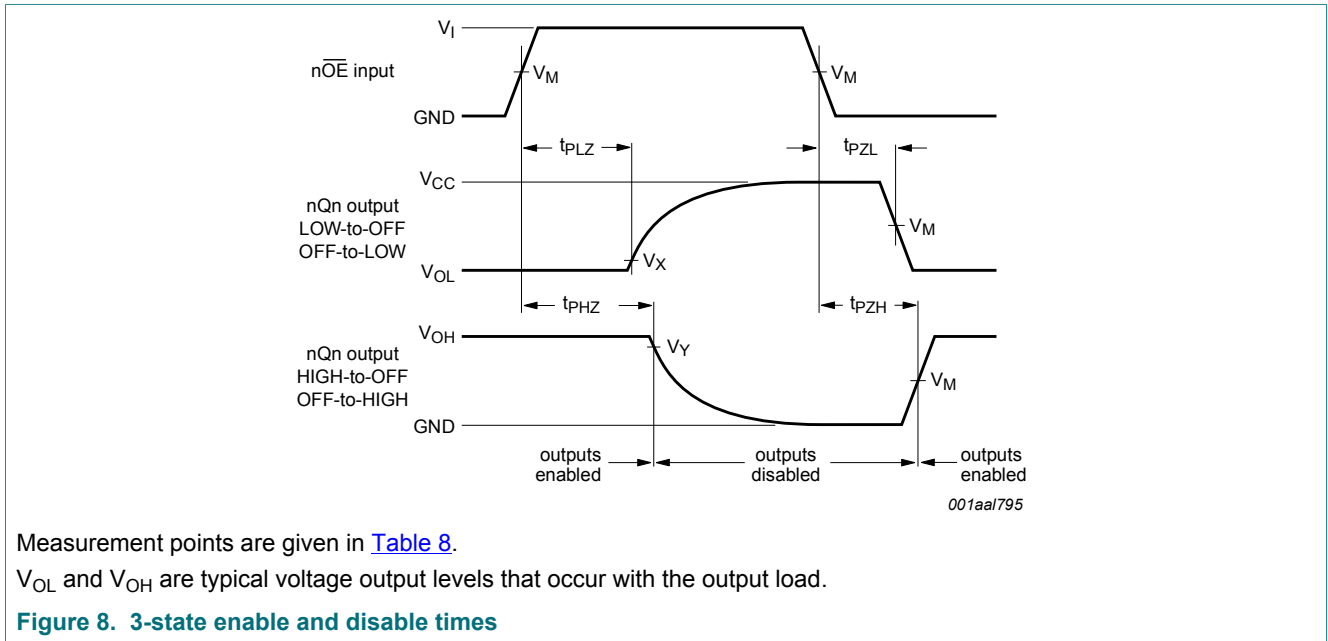 V_I
nO̅E̅ input
V_M
V_M
GND
t_PLZ
t_PZL
V_CC
nQn output
LOW-to-OFF
OFF-to-LOW
V_M
V_X
V_OL
t_PHZ
t_PZH
V_OH
nQn output
HIGH-to-OFF
OFF-to-HIGH
V_Y
V_M
GND
outputs enabled
outputs disabled
outputs enabled
001aal795
Measurement points are given in Table 8.
V_OL and V_OH are typical voltage output levels that occur with the output load.
Figure 8. 3-state enable and disable times